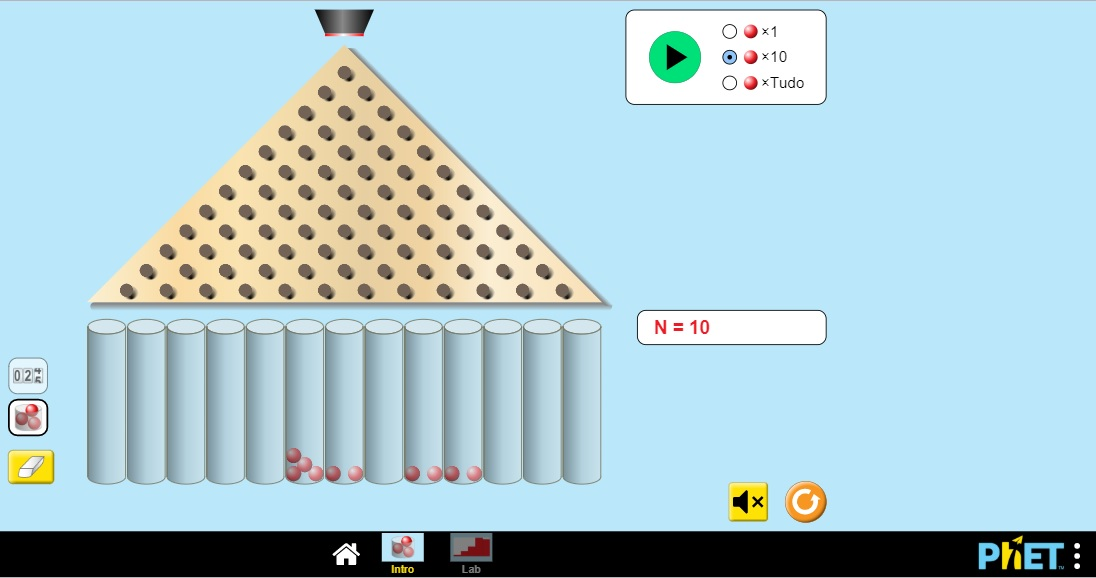 ×1
×10
×Tudo
N = 10
Intro
Lab
PhET